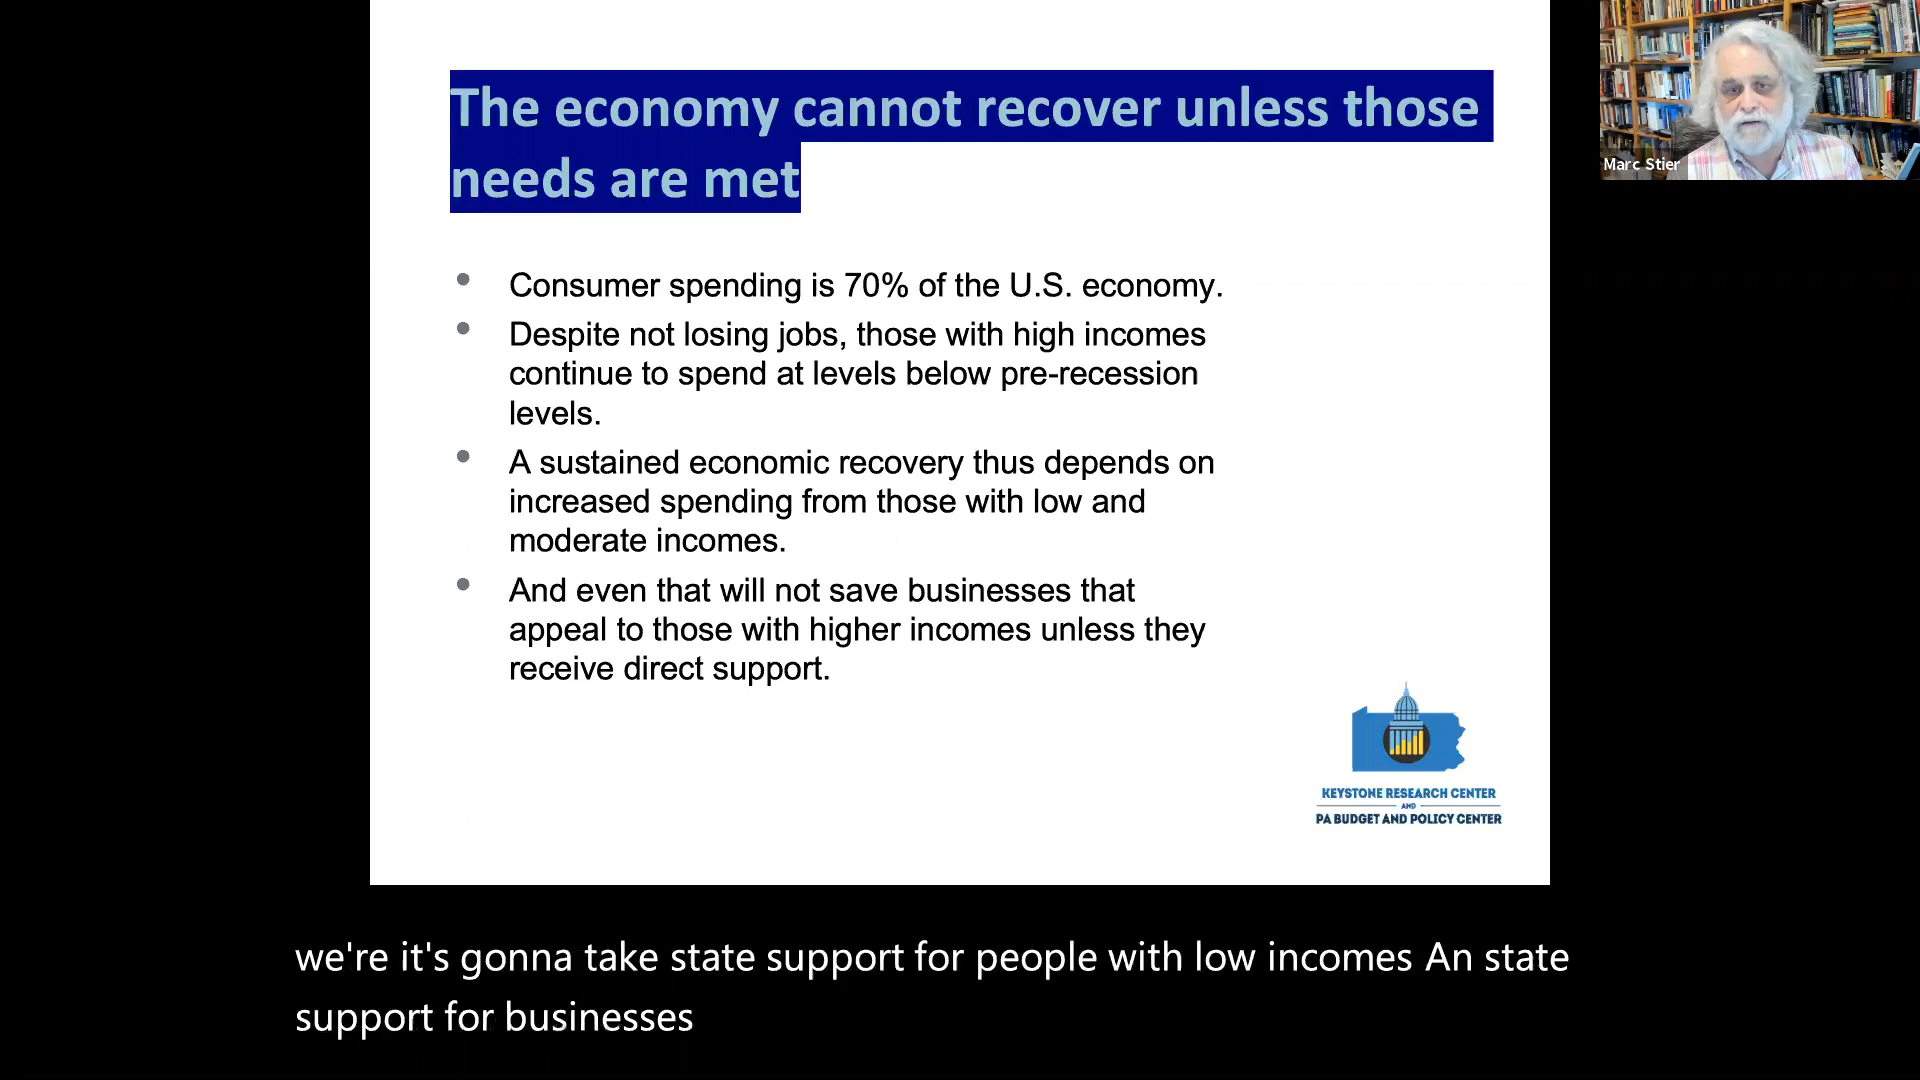 The economy cannot recover unless those
needs are met
• Consumer spending is 70% of the U.S. economy.
• Despite not losing jobs, those with high incomes
continue to spend at levels below pre-recession
levels.
• A sustained economic recovery thus depends on
increased spending from those with low and
moderate incomes.
• And even that will not save businesses that
appeal to those with higher incomes unless they
receive direct support.
KEYSTONE RESEARCH CENTER
AND
PA BUDGET AND POLICY CENTER
Marc Stier
we're it's gonna take state support for people with low incomes An state
support for businesses